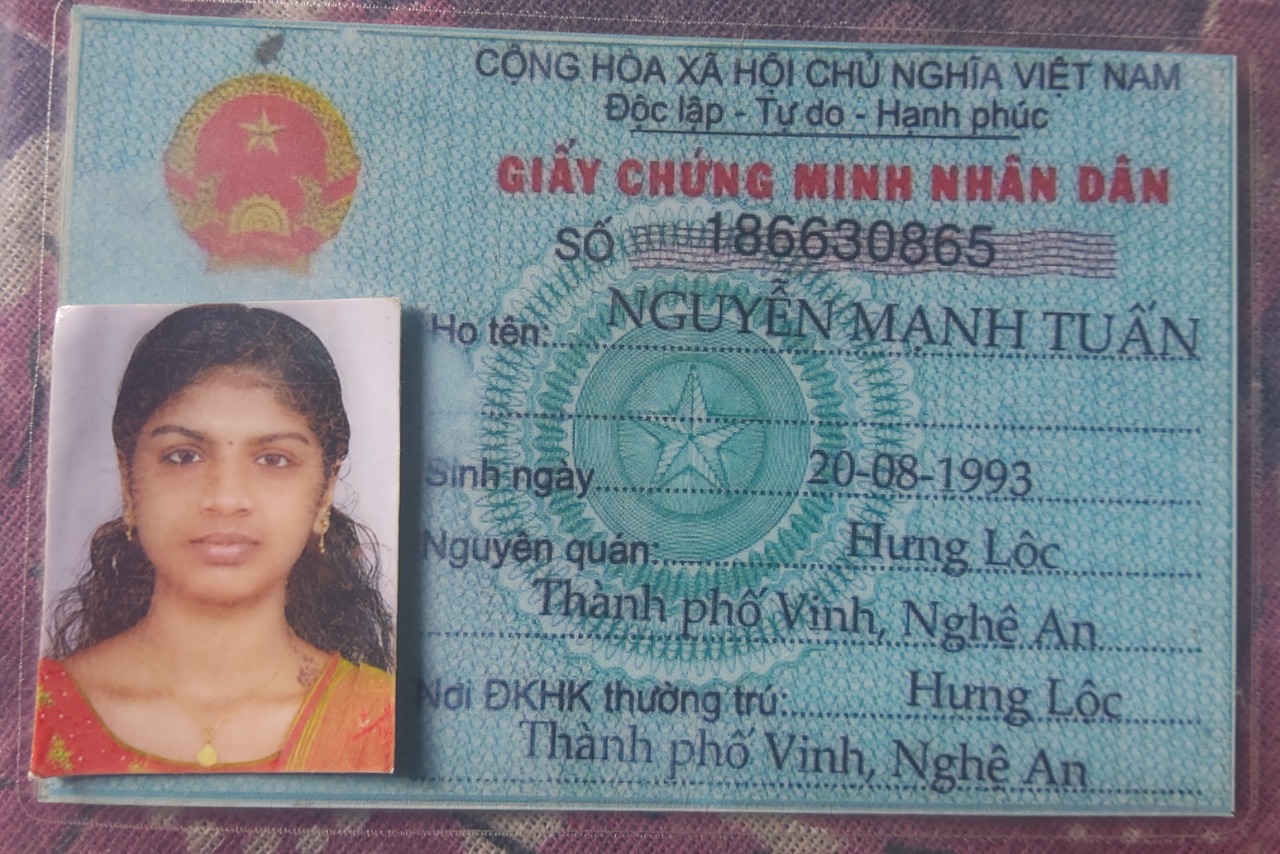 CỘNG HÒA XÃ HỘI CHỦ NGHĨA VIỆT NAM
Độc lập - Tự do - Hạnh phúc
GIẤY CHỨNG MINH NHÂN DÂN
SỐ 186630865
Họ tên: NGUYỄN MẠNH TUẤN
Sinh ngày 20-08-1993
Nguyên quán: Hưng Lộc
Thành phố Vinh, Nghệ An
Nơi ĐKHK thường trú: Hưng Lộc
Thành phố Vinh, Nghệ An